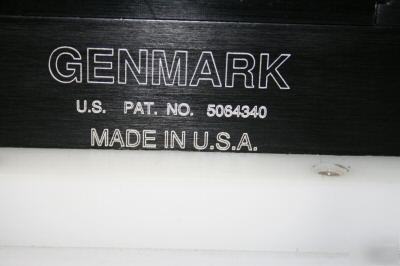 GENMARK
U.S. PAT. NO. 5064340
MADE IN U.S.A.